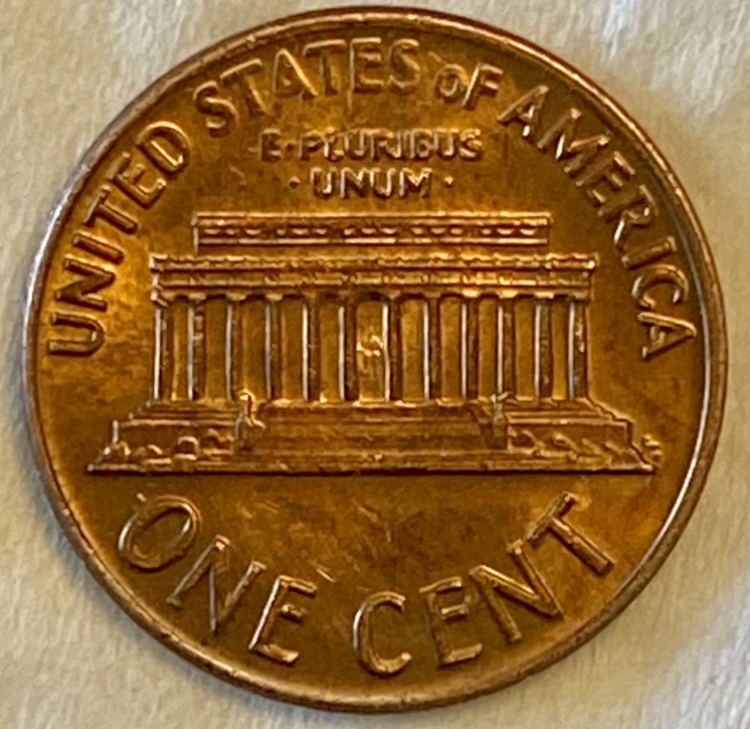 UNITED STATES OF AMERICA
E·PLURIBUS
·UNUM·
ONE CENT